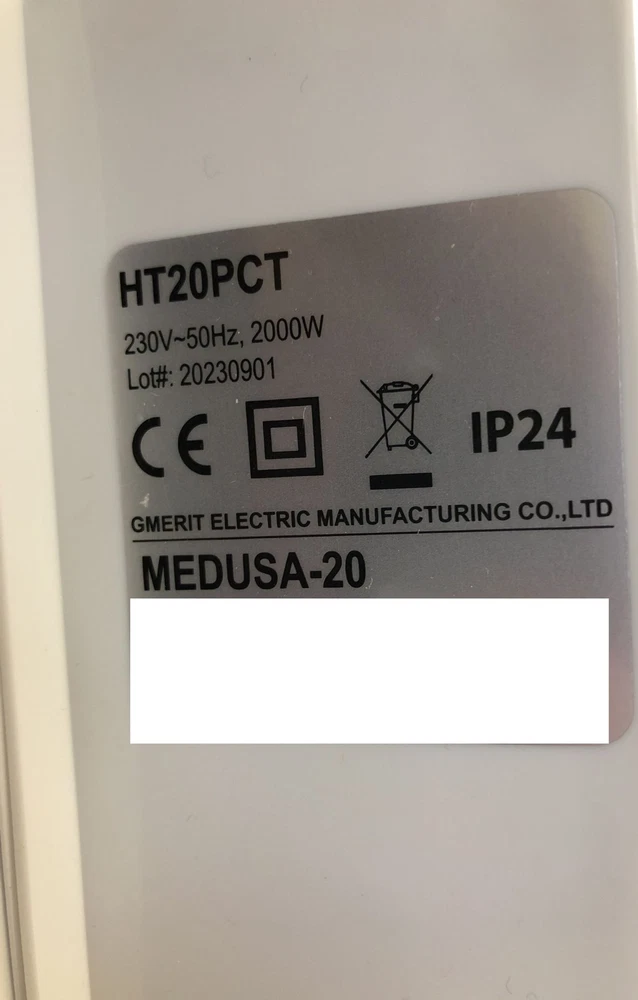 HT20PCT
230V~50Hz, 2000W
Lot#: 20230901
CE IP24
GMERIT ELECTRIC MANUFACTURING CO.,LTD
MEDUSA-20